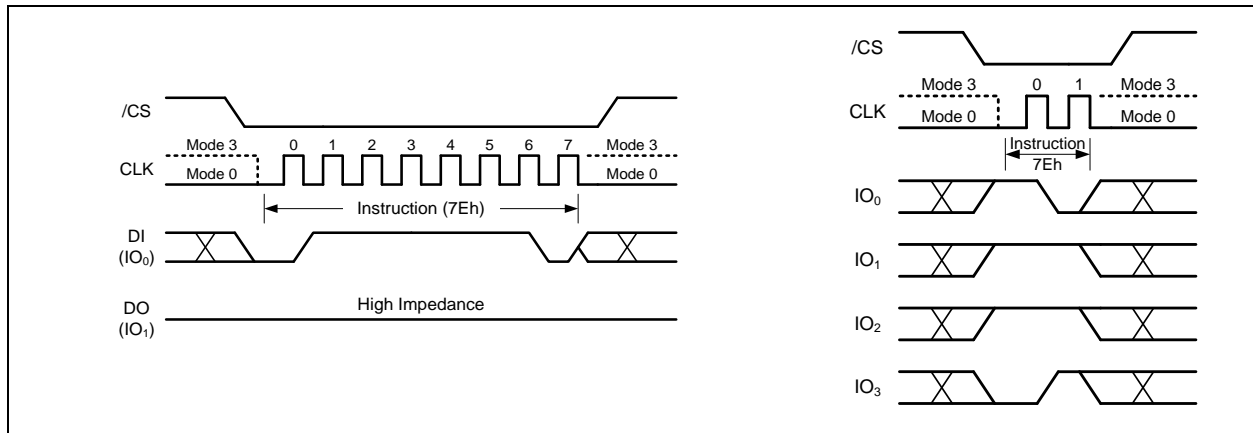 /CS
Mode 3 0 1 2 3 4 5 6 7 Mode 3
CLK
Mode 0 Mode 0
Instruction (7Eh)
DI
(IO₀)
High Impedance
DO
(IO₁)
/CS
Mode 3 0 1 Mode 3
CLK
Mode 0 Mode 0
Instruction
7Eh
IO₀
IO₁
IO₂
IO₃